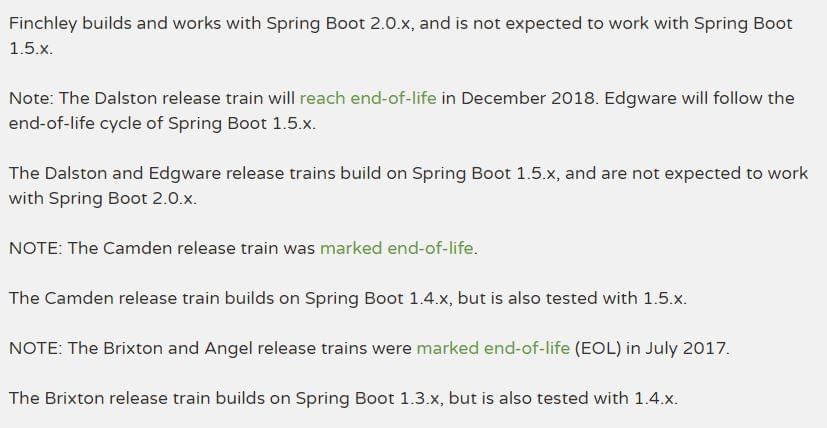 Finchley builds and works with Spring Boot 2.0.x, and is not expected to work with Spring Boot
1.5.x.
Note: The Dalston release train will reach end-of-life in December 2018. Edgware will follow the
end-of-life cycle of Spring Boot 1.5.x.
The Dalston and Edgware release trains build on Spring Boot 1.5.x, and are not expected to work
with Spring Boot 2.0.x.
NOTE: The Camden release train was marked end-of-life.
The Camden release train builds on Spring Boot 1.4.x, but is also tested with 1.5.x.
NOTE: The Brixton and Angel release trains were marked end-of-life (EOL) in July 2017.
The Brixton release train builds on Spring Boot 1.3.x, but is also tested with 1.4.x.